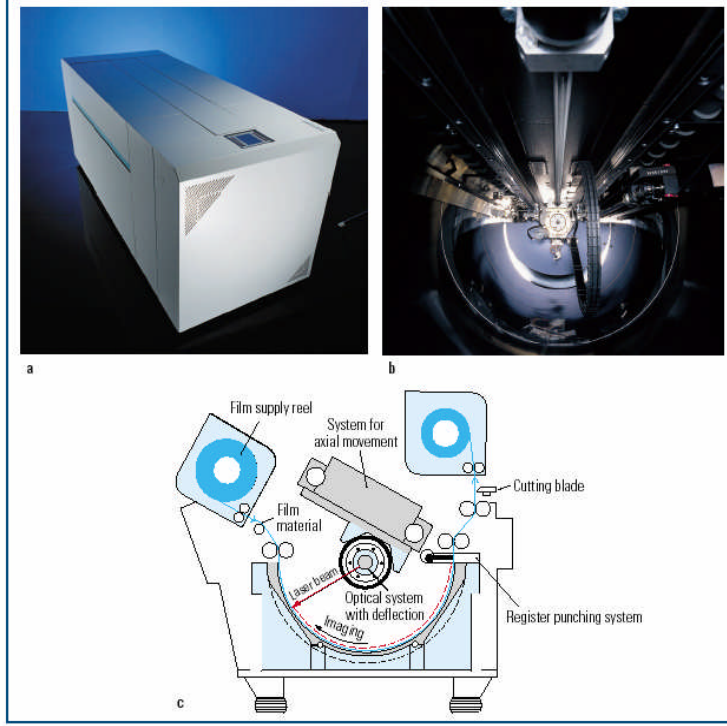 a
b
Film supply reel
System for
axial movement
Cutting blade
Film
material
Laser beam
Optical system
with deflection
Imaging
Register punching system
c